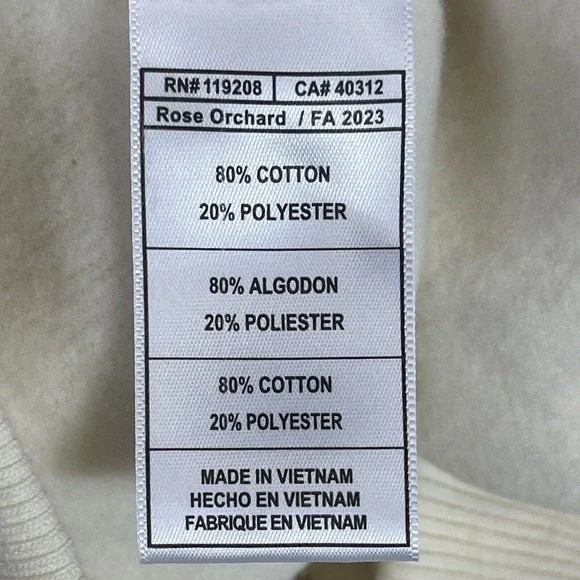 RN# 119208 CA# 40312
Rose Orchard / FA 2023
80% COTTON
20% POLYESTER
80% ALGODON
20% POLIESTER
80% COTTON
20% POLYESTER
MADE IN VIETNAM
HECHO EN VIETNAM
FABRIQUE EN VIETNAM